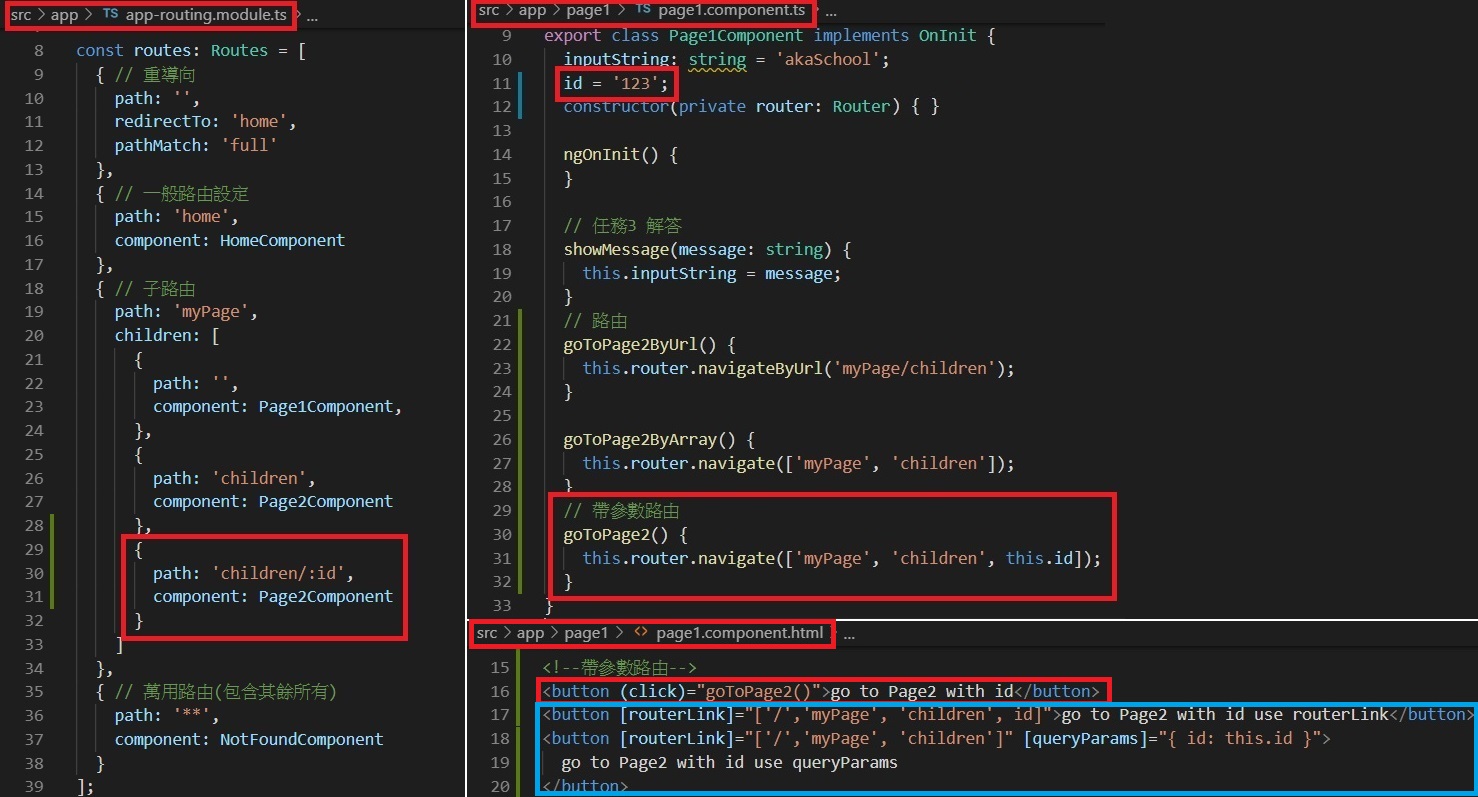 src > app > TS app-routing.module.ts > ...
8 const routes: Routes = [
9 { // 重導向
10 path: '',
11 redirectTo: 'home',
12 pathMatch: 'full'
13 },
14 { // 一般路由設定
15 path: 'home',
16 component: HomeComponent
17 },
18 { // 子路由
19 path: 'myPage',
20 children: [
21 {
22 path: '',
23 component: Page1Component,
24 },
25 {
26 path: 'children',
27 component: Page2Component
28 },
29 {
30 path: 'children/:id',
31 component: Page2Component
32 }
33 ]
34 },
35 { // 萬用路由(包含其餘所有)
36 path: '**',
37 component: NotFoundComponent
38 }
39 ];
src > app > page1 > TS page1.component.ts > ...
9 export class Page1Component implements OnInit {
10 inputString: string = 'akaSchool';
11 id = '123';
12 constructor(private router: Router) { }
13
14 ngOnInit() {
15 }
16
17 // 任務3 解答
18 showMessage(message: string) {
19 this.inputString = message;
20 }
21 // 路由
22 goToPage2ByUrl() {
23 this.router.navigateByUrl('myPage/children');
24 }
25
26 goToPage2ByArray() {
27 this.router.navigate(['myPage', 'children']);
28 }
29 // 帶參數路由
30 goToPage2() {
31 this.router.navigate(['myPage', 'children', this.id]);
32 }
33 }
src > app > page1 > <> page1.component.html ...
15 <!--帶參數路由-->
16 <button (click)="goToPage2()">go to Page2 with id</button>
17 <button [routerLink]="['/','myPage', 'children', id]">go to Page2 with id use routerLink</button>
18 <button [routerLink]="['/','myPage', 'children']" [queryParams]="{ id: this.id }">
19 go to Page2 with id use queryParams
20 </button>